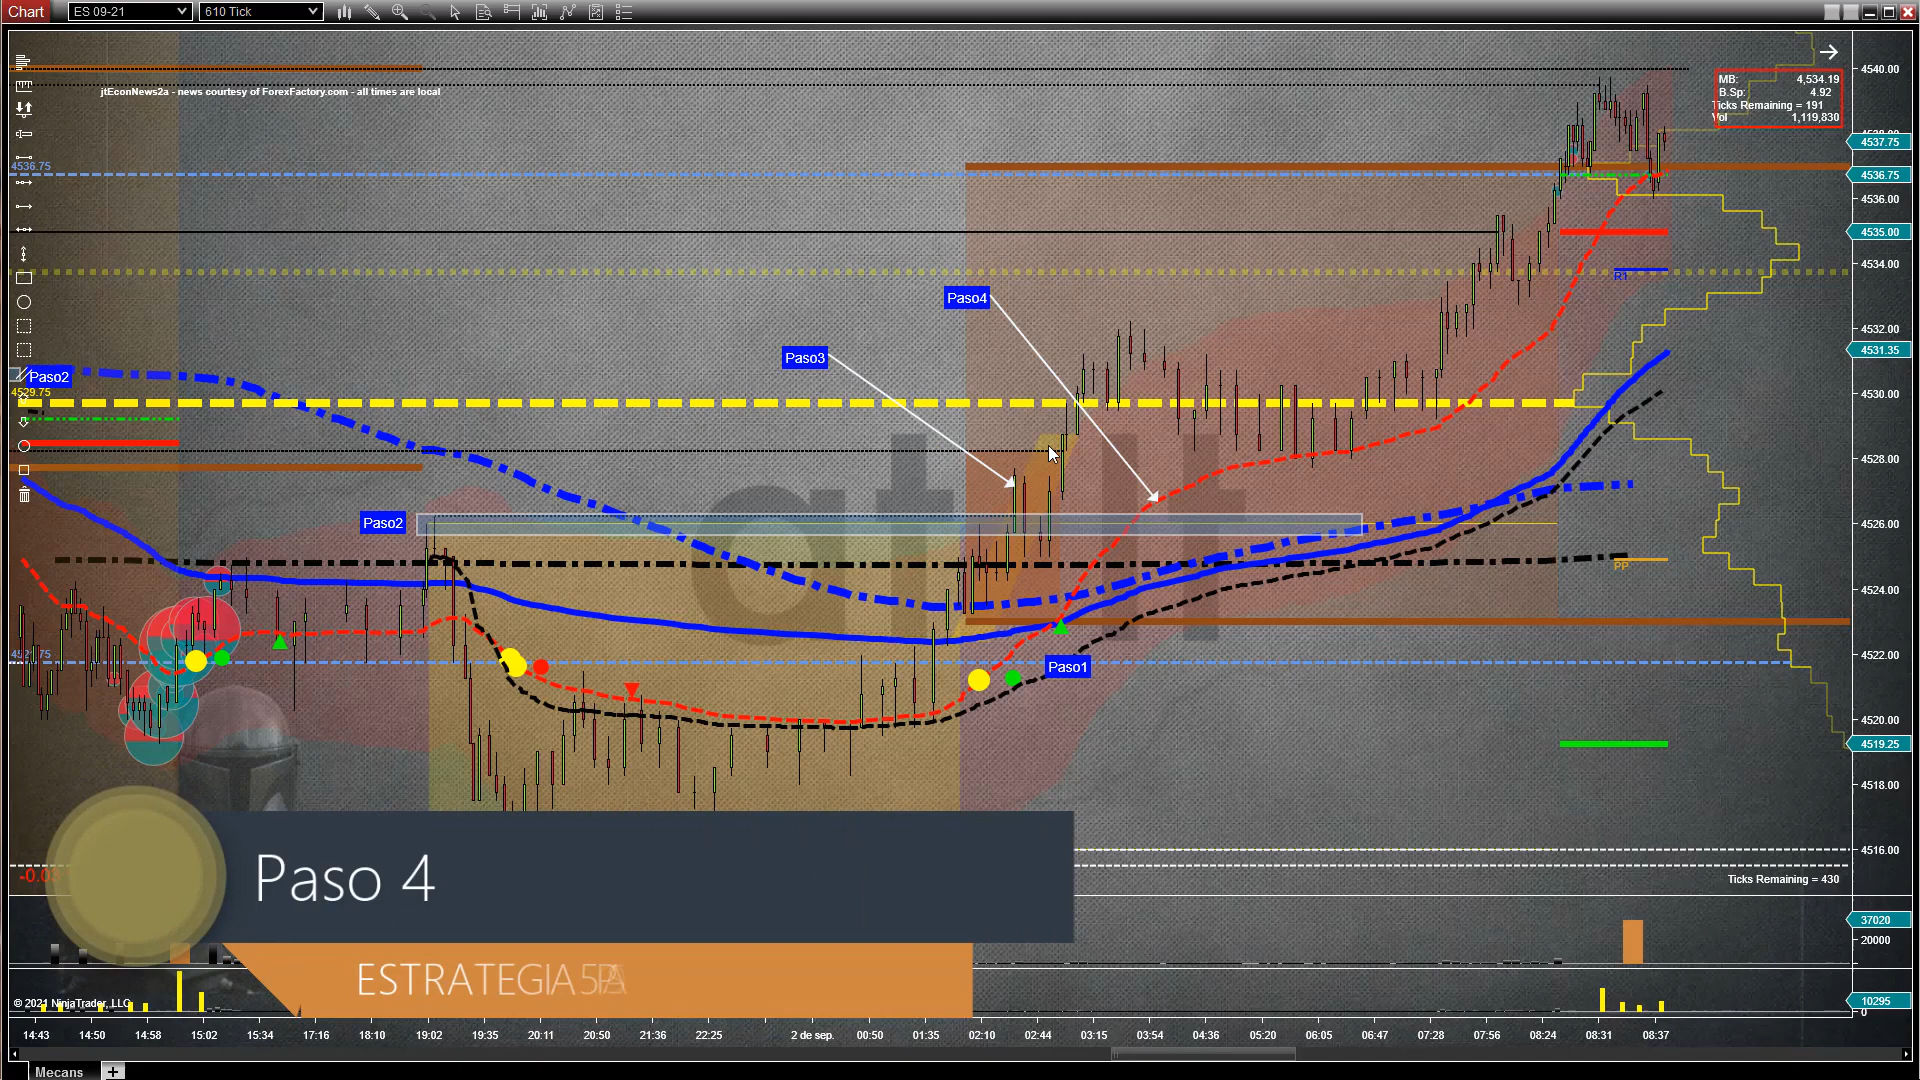 Chart
ES 09-21
610 Tick
4540.00
MB: 4,534.19
B.Sp: 4.92
Ticks Remaining = 191
Vol 1,119,830
jtEconNews2a - news courtesy of ForexFactory.com - all times are local
4537.75
4536.75
4536.75
4536.00
4535.00
4534.00
R1
Paso4
4532.00
Paso3
4531.35
Paso2
4529.75
4530.00
4528.00
Paso2
4526.00
PP
4524.00
4522.00
Paso1
4520.00
4519.25
4518.00
4516.00
Ticks Remaining = 430
Paso 4
37020
20000
ESTRATEGIA
© 2021 NinjaTrader, LLC
10295
0
14:43 14:50 14:58 15:02 15:34 17:16 18:10 19:02 19:35 20:11 20:50 21:36 22:25 2 de sep. 00:50 01:35 02:10 02:44 03:15 03:54 04:36 05:20 06:05 06:47 07:28 07:56 08:24 08:31 08:37
Mecans
+